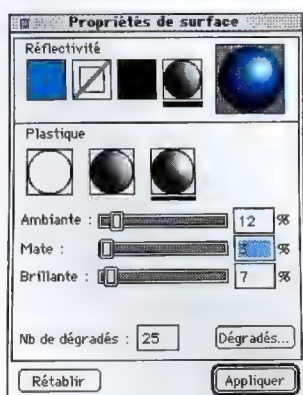 Propriétés de surface
Réflectivité
Plastique
Ambiante : 12 %
Mate : %
Brillante : 7 %
Nb de dégradés : 25 Dégradés...
Rétablir Appliquer